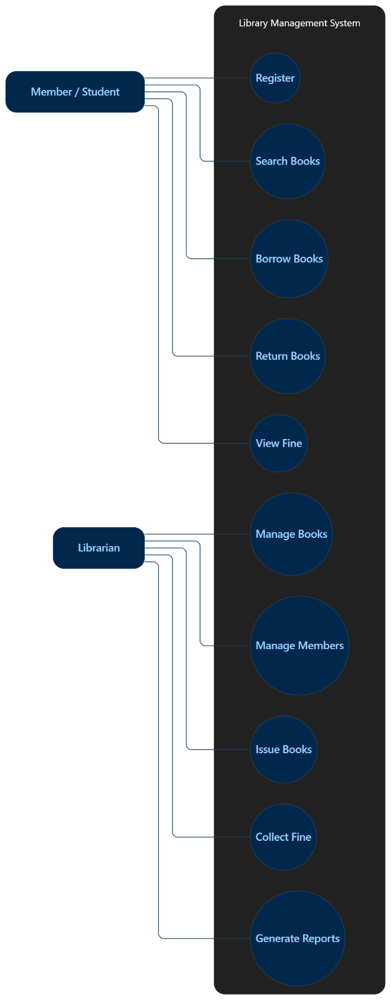 Library Management System
Member / Student
Register
Search Books
Borrow Books
Return Books
View Fine
Librarian
Manage Books
Manage Members
Issue Books
Collect Fine
Generate Reports